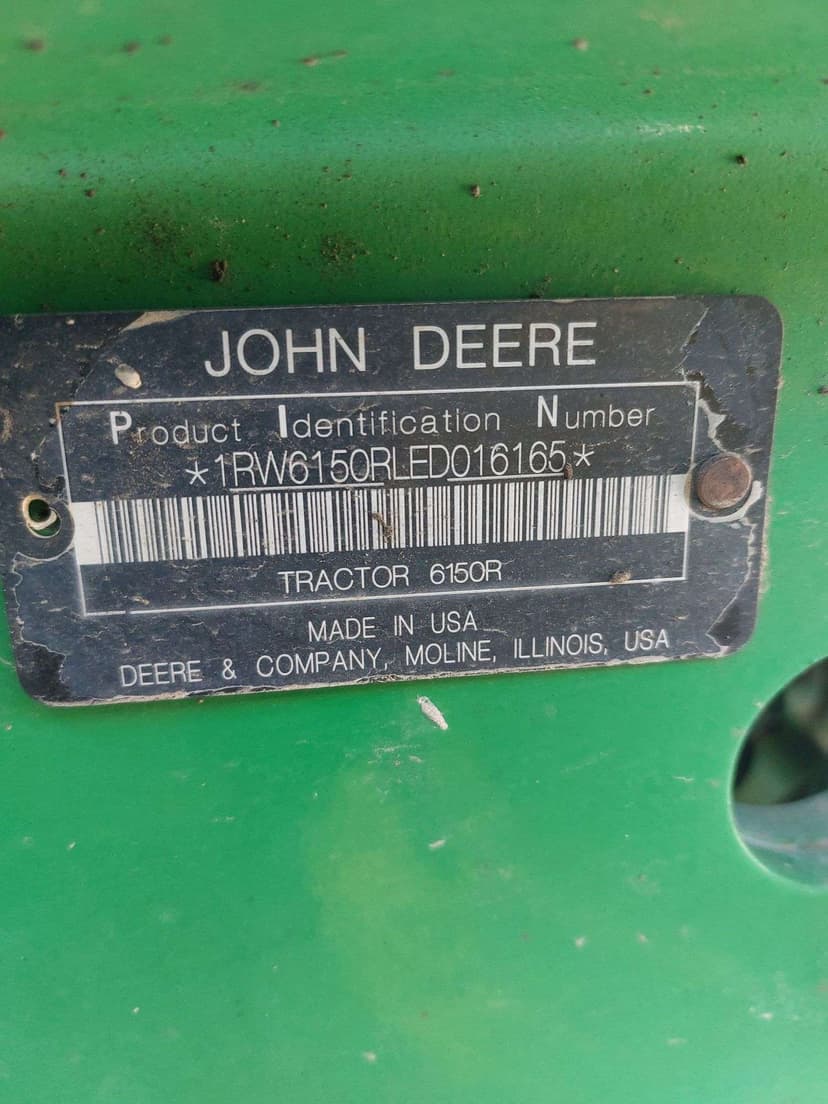 JOHN DEERE
Product Identification Number
*1RW6150RLED016165*
TRACTOR 6150R
MADE IN USA
DEERE & COMPANY, MOLINE, ILLINOIS, USA